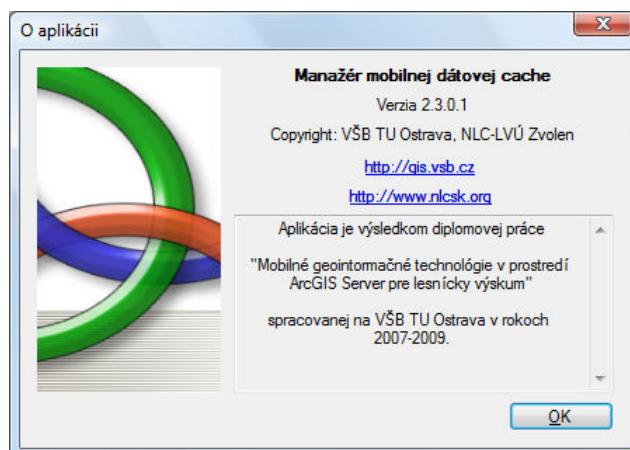 O aplikácii
Manažér mobilnej dátovej cache
Verzia 2.3.0.1
Copyright: VŠB TU Ostrava, NLC-LVÚ Zvolen
http://gis.vsb.cz
http://www.nlcsk.org
Aplikácia je výsledkom diplomovej práce
"Mobilné geointormačné technológie v prostredí
ArcGIS Server pre lesnícky výskum"
spracovanej na VŠB TU Ostrava v rokoch
2007-2009.
OK